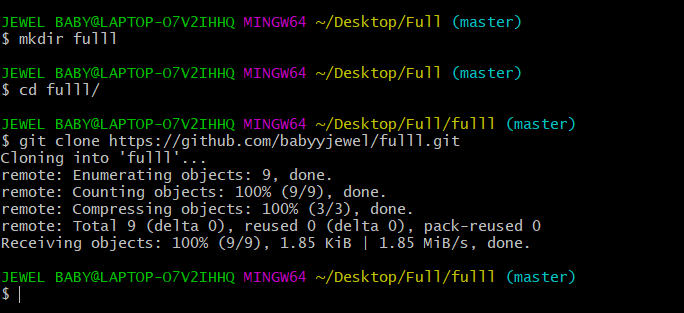 JEWEL BABY@LAPTOP-O7V2IHHQ MINGW64 ~/Desktop/Full (master)
$ mkdir fulll
JEWEL BABY@LAPTOP-O7V2IHHQ MINGW64 ~/Desktop/Full (master)
$ cd fulll/
JEWEL BABY@LAPTOP-O7V2IHHQ MINGW64 ~/Desktop/Full/fulll (master)
$ git clone https://github.com/babyyjewel/fulll.git
Cloning into 'fulll'...
remote: Enumerating objects: 9, done.
remote: Counting objects: 100% (9/9), done.
remote: Compressing objects: 100% (3/3), done.
remote: Total 9 (delta 0), reused 0 (delta 0), pack-reused 0
Receiving objects: 100% (9/9), 1.85 KiB | 1.85 MiB/s, done.
JEWEL BABY@LAPTOP-O7V2IHHQ MINGW64 ~/Desktop/Full/fulll (master)
$